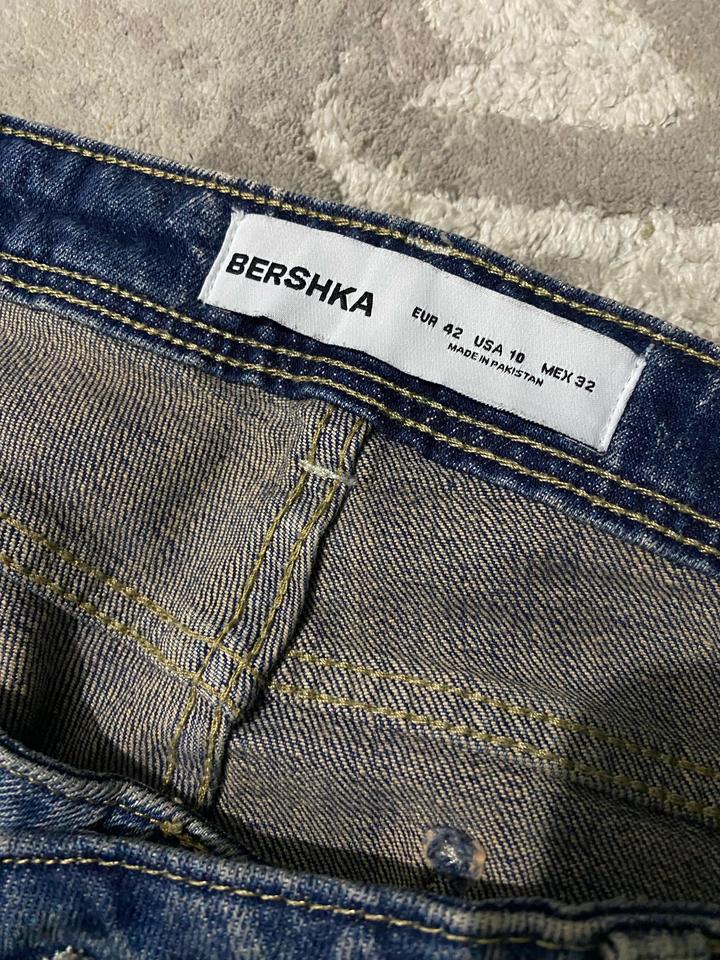 BERSHKA
EUR 42 USA 10 MEX 32
MADE IN PAKISTAN